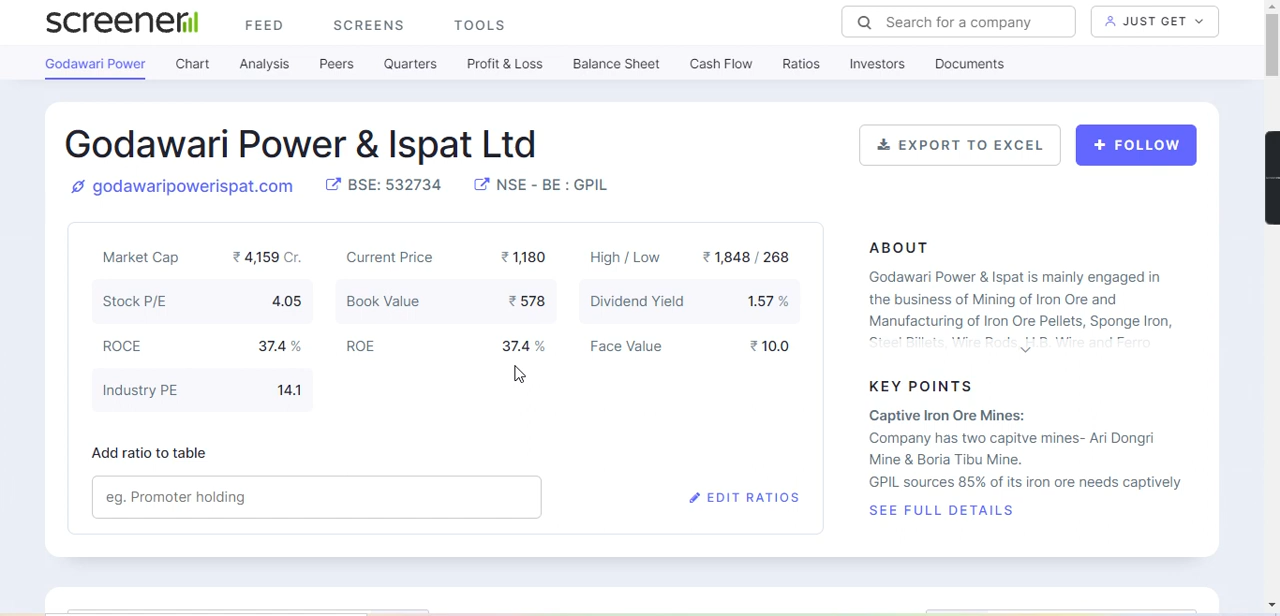 screener
FEED
SCREENS
TOOLS
Search for a company
JUST GET
Godawari Power
Chart
Analysis
Peers
Quarters
Profit & Loss
Balance Sheet
Cash Flow
Ratios
Investors
Documents
Godawari Power & Ispat Ltd
EXPORT TO EXCEL
+ FOLLOW
godawaripowerispat.com
BSE: 532734
NSE - BE : GPIL
Market Cap ₹ 4,159 Cr.
Current Price ₹ 1,180
High / Low ₹ 1,848 / 268
Stock P/E 4.05
Book Value ₹ 578
Dividend Yield 1.57 %
ROCE 37.4 %
ROE 37.4 %
Face Value ₹ 10.0
Industry PE 14.1
Add ratio to table
eg. Promoter holding
EDIT RATIOS
ABOUT
Godawari Power & Ispat is mainly engaged in
the business of Mining of Iron Ore and
Manufacturing of Iron Ore Pellets, Sponge Iron,
Steel Billets, Wire Rods, H.B. Wire and Ferro
KEY POINTS
Captive Iron Ore Mines:
Company has two capitve mines- Ari Dongri
Mine & Boria Tibu Mine.
GPIL sources 85% of its iron ore needs captively
SEE FULL DETAILS